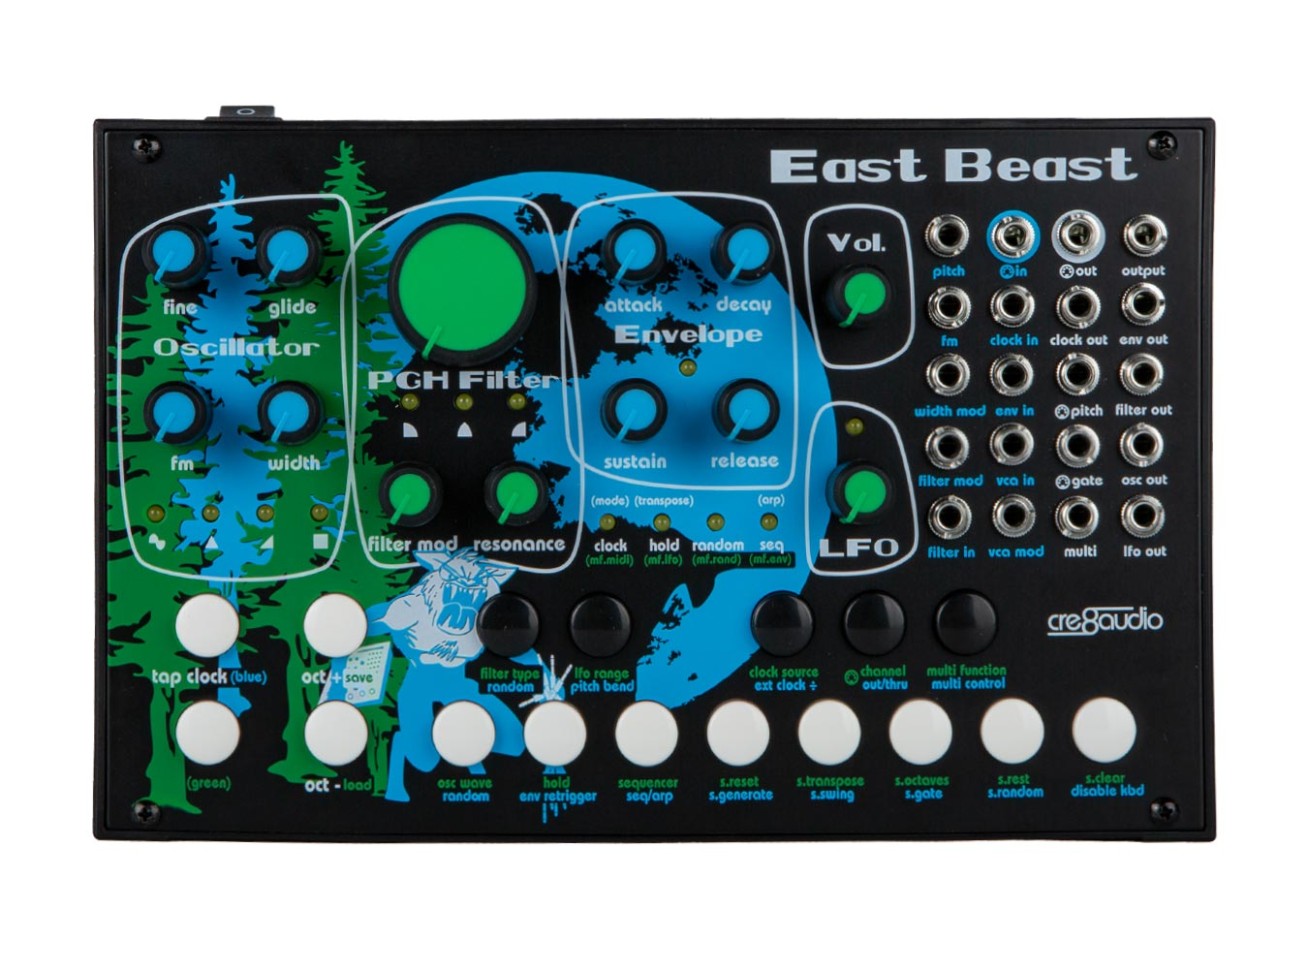 East Beast
Vol.
pitch in out output
fine glide
attack decay
Oscillator
Envelope
fm clock in clock out env out
PGH Filter
width mod env in pitch filter out
fm width
sustain release
filter mod vca in gate osc out
(mode) (transpose) (arp)
filter mod resonance
clock hold random seq
(mf.midi) (mf.lfo) (mf.rand) (mf.env)
LFO
filter in vca mod multi lfo out
cre8audio
tap clock (blue)
oct + save
filter type
random
lfo range
pitch bend
clock source
ext clock ÷
channel
out/thru
multi function
multi control
(green)
oct - load
osc wave
random
hold
env retrigger
sequencer
seq/arp
s.reset
s.generate
s.transpose
s.swing
s.octaves
s.gate
s.rest
s.random
s.clear
disable kbd